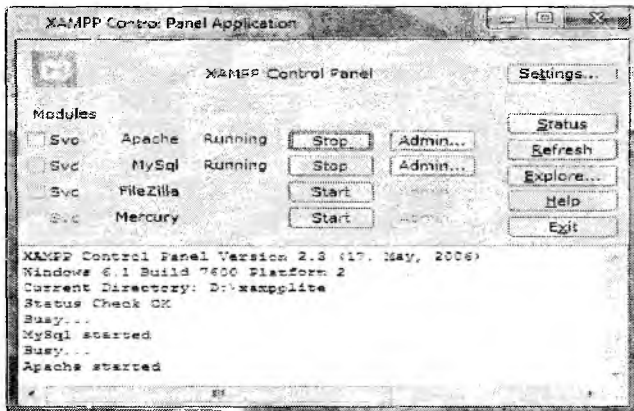 XAMPP Control Panel Application
XAMPP Control Panel
Settings...
Modules
Status
Svc Apache Running Stop Admin...
Refresh
Svc MySql Running Stop Admin...
Explore...
Svc FileZilla Start
Help
Svc Mercury Start Admin...
Exit
XAMPP Control Panel Version 2.3 (17. May, 2006)
Windows 6.1 Build 7600 Platform 2
Current Directory: D:\xampplite
Status Check OK
Busy...
MySql started
Busy...
Apache started